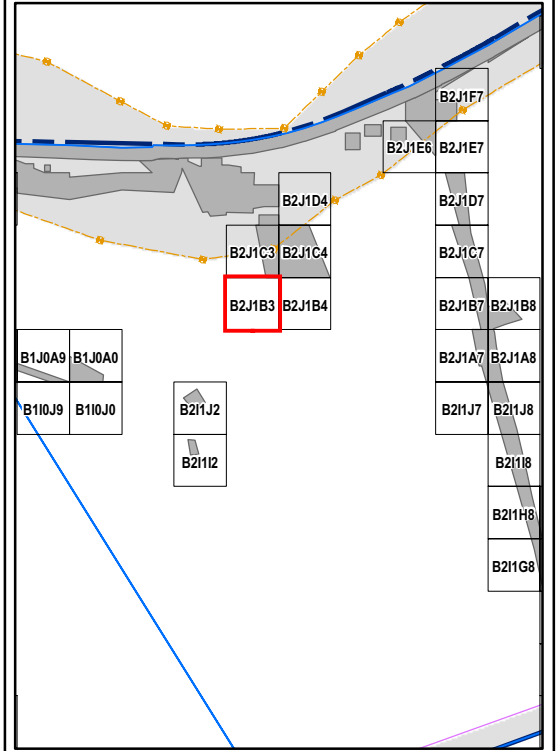 B2J1F7
B2J1E6 B2J1E7
B2J1D4 B2J1D7
B2J1C3 B2J1C4 B2J1C7
B2J1B3 B2J1B4 B2J1B7 B2J1B8
B1J0A9 B1J0A0 B2J1A7 B2J1A8
B1I0J9 B1I0J0 B2I1J2 B2I1J7 B2I1J8
B2I1I2 B2I1I8
B2I1H8
B2I1G8